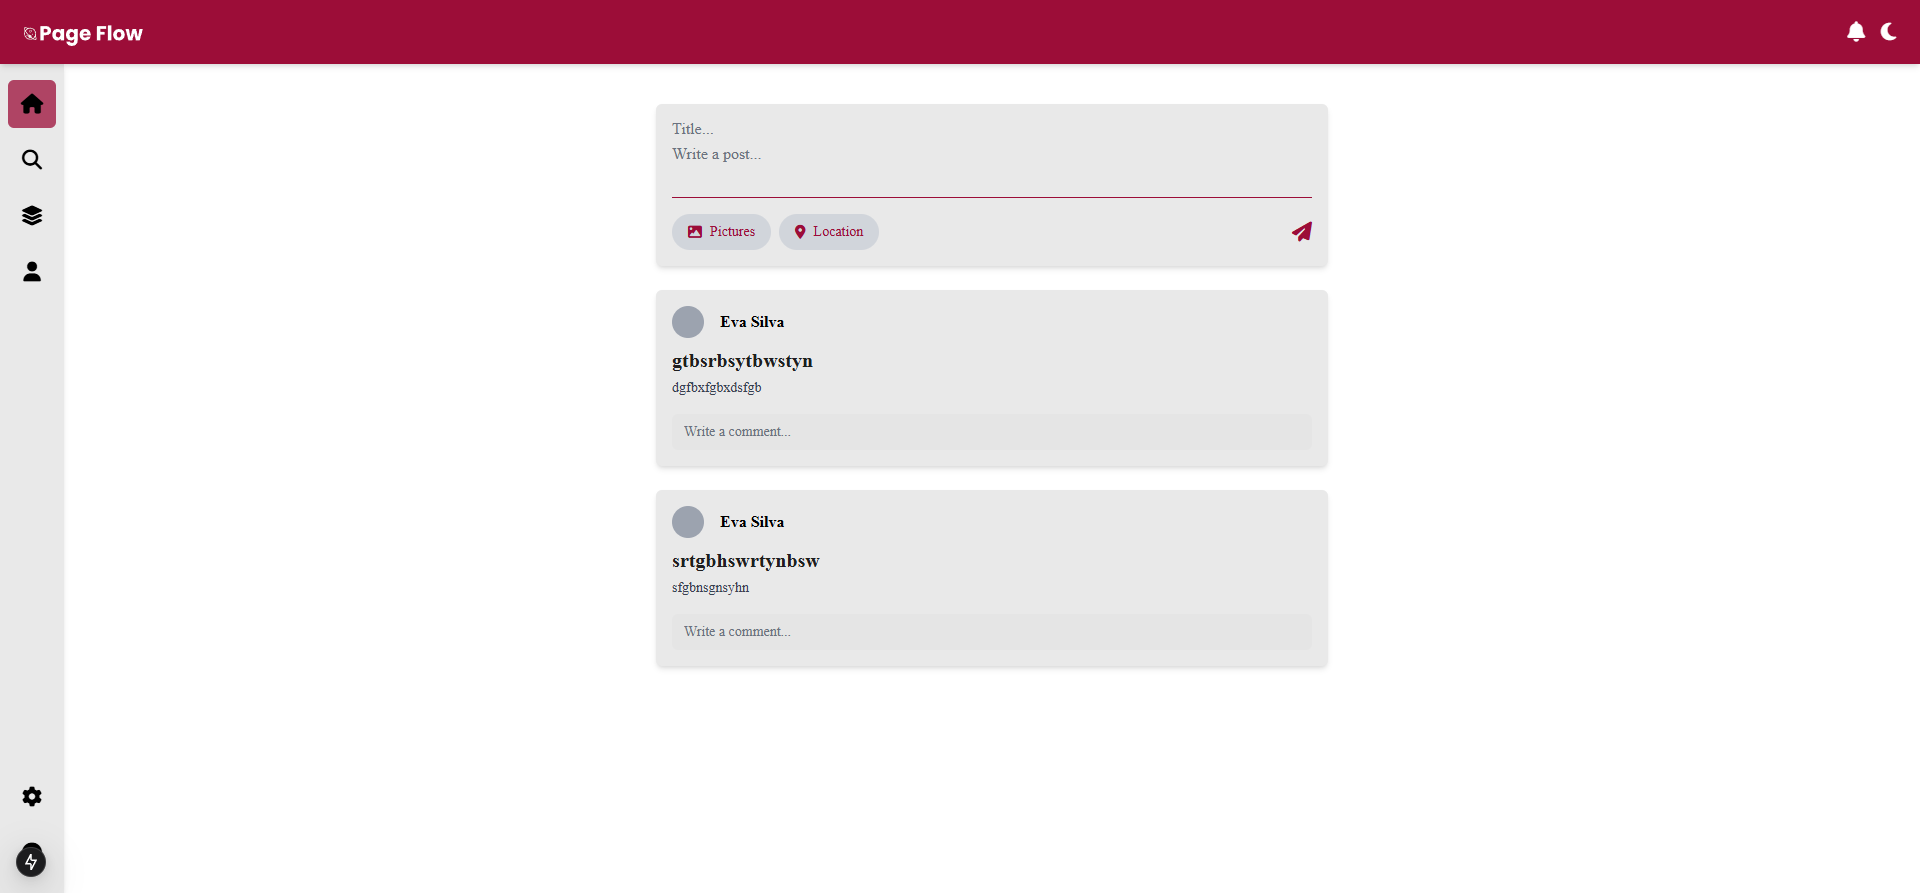 Page Flow
Title...
Write a post...
Pictures
Location
Eva Silva
gtbsrbsytbwstyn
dgfbxfgbxdsfgb
Write a comment...
Eva Silva
srtgbhswrtynbsw
sfgbnsgnsyhn
Write a comment...